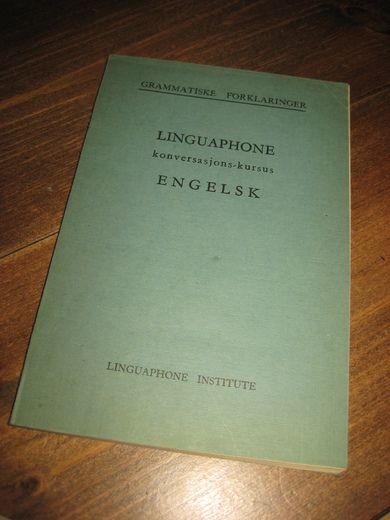 GRAMMATISKE FORKLARINGER
LINGUAPHONE
konversasjons-kursus
ENGELSK
LINGUAPHONE INSTITUTE